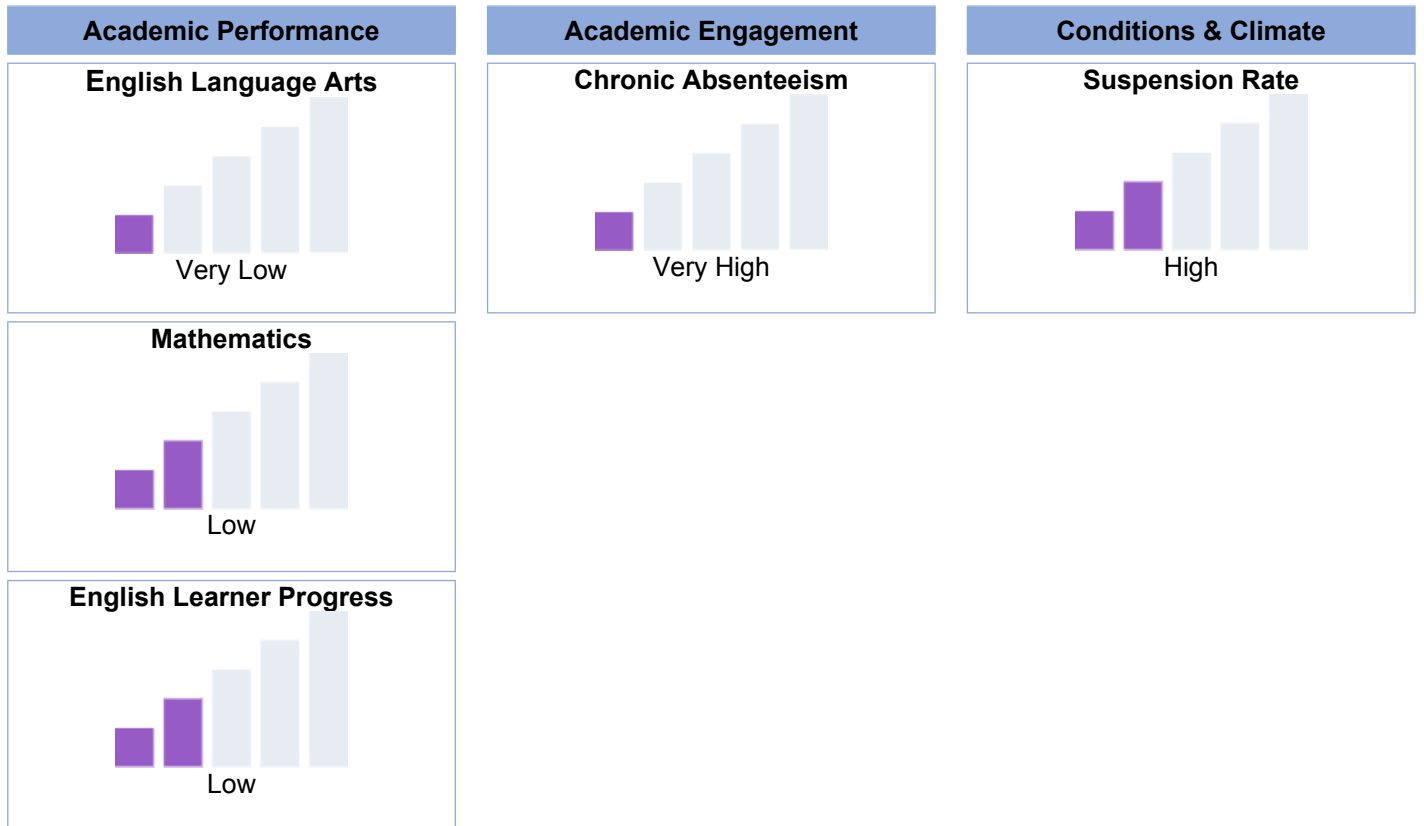 Academic Performance
English Language Arts
Very Low
Mathematics
Low
English Learner Progress
Low
Academic Engagement
Chronic Absenteeism
Very High
Conditions & Climate
Suspension Rate
High